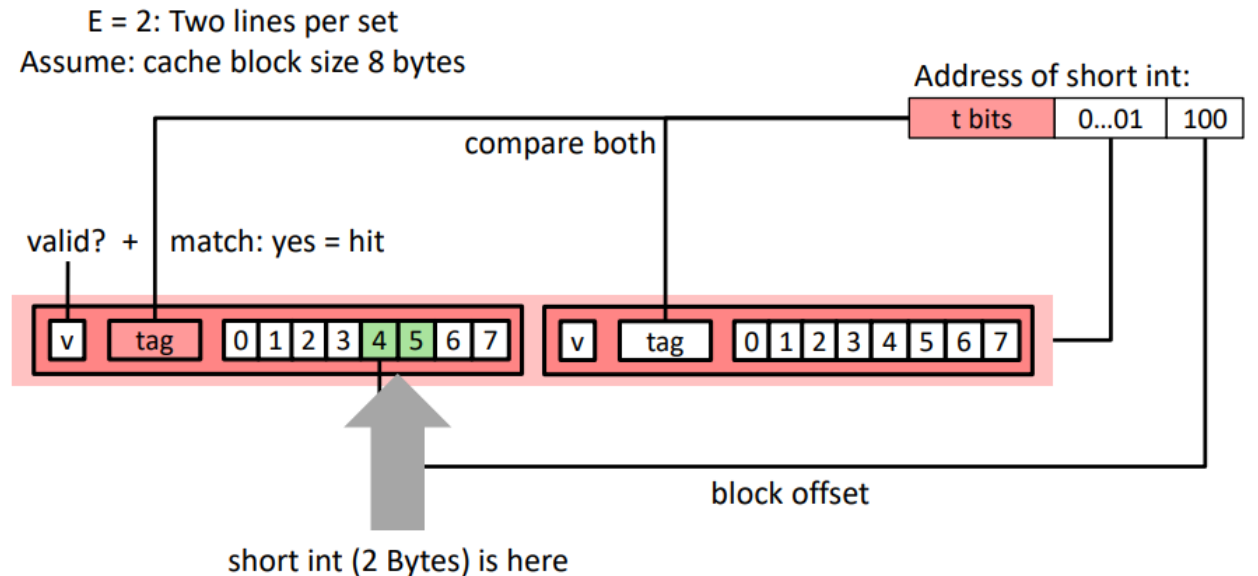 E = 2: Two lines per set
Assume: cache block size 8 bytes
Address of short int:
t bits 0...01 100
compare both
valid? + match: yes = hit
v tag 0 1 2 3 4 5 6 7 v tag 0 1 2 3 4 5 6 7
block offset
short int (2 Bytes) is here